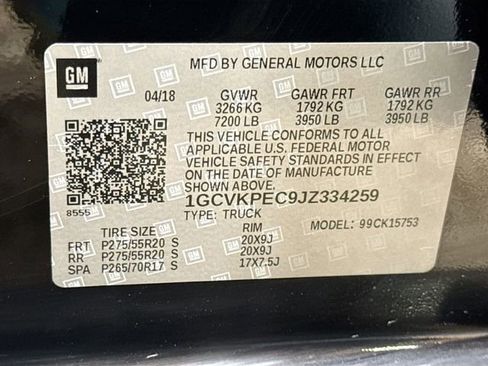 GM
MFD BY GENERAL MOTORS LLC
04/18 GVWR GAWR FRT GAWR RR
3266 KG 1792 KG 1792 KG
7200 LB 3950 LB 3950 LB
THIS VEHICLE CONFORMS TO ALL
APPLICABLE U.S. FEDERAL MOTOR
VEHICLE SAFETY STANDARDS IN EFFECT
ON THE DATE OF MANUFACTURE SHOWN ABOVE.
8555 1GCVKPEC9JZ334259
TYPE: TRUCK 99CK15753
TIRE SIZE RIM
FRT P275/55R20 S 20X9J
RR P275/55R20 S 20X9J
SPA P265/70R17 S 17X7.5J